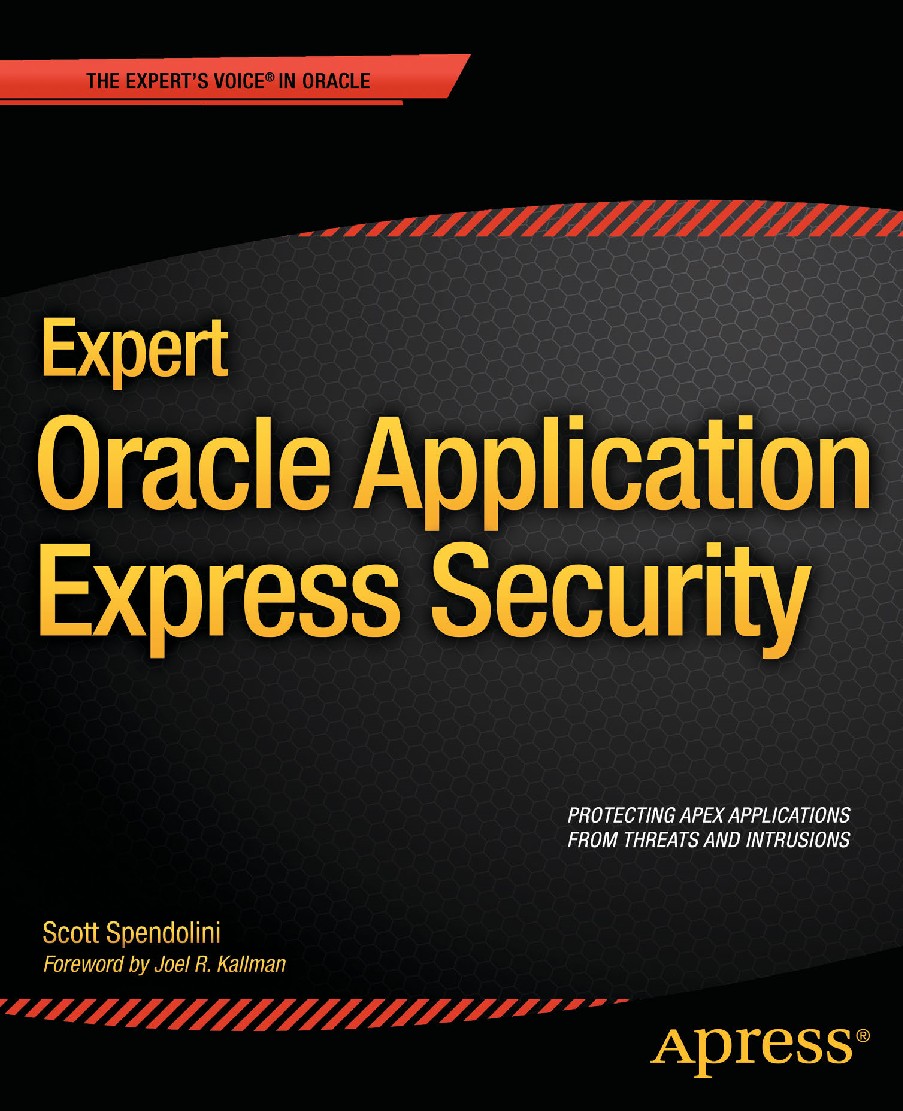 THE EXPERT'S VOICE® IN ORACLE
Expert
Oracle Application
Express Security
PROTECTING APEX APPLICATIONS
FROM THREATS AND INTRUSIONS
Scott Spendolini
Foreword by Joel R. Kallman
Apress®